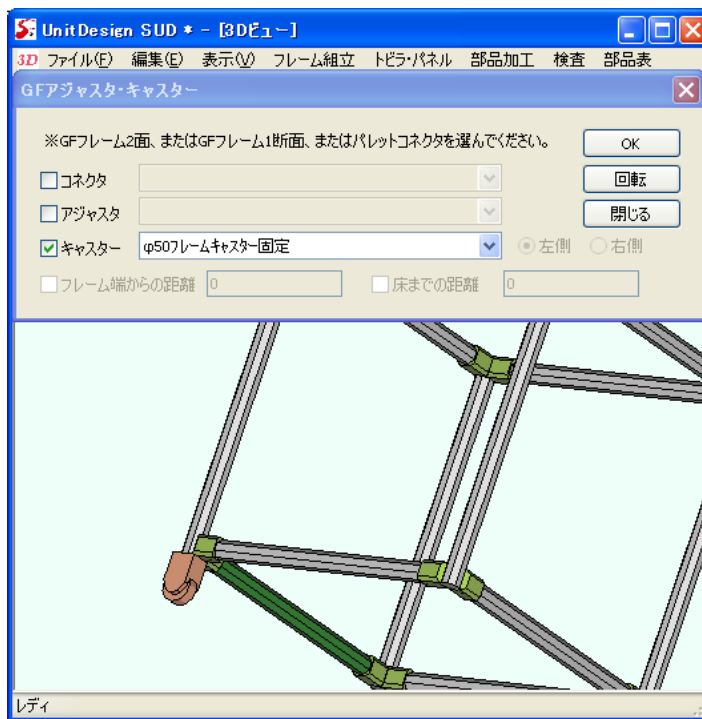 UnitDesign SUD * - [3Dビュー]
3D ファイル(F) 編集(E) 表示(V) フレーム組立 トビラ・パネル 部品加工 検査 部品表
GFアジャスタ・キャスター
※GFフレーム2面、またはGFフレーム1断面、またはパレットコネクタを選んでください。
OK
コネクタ
回転
アジャスタ
閉じる
キャスター φ50フレームキャスター固定 左側 右側
フレーム端からの距離 0 床までの距離 0
レディ